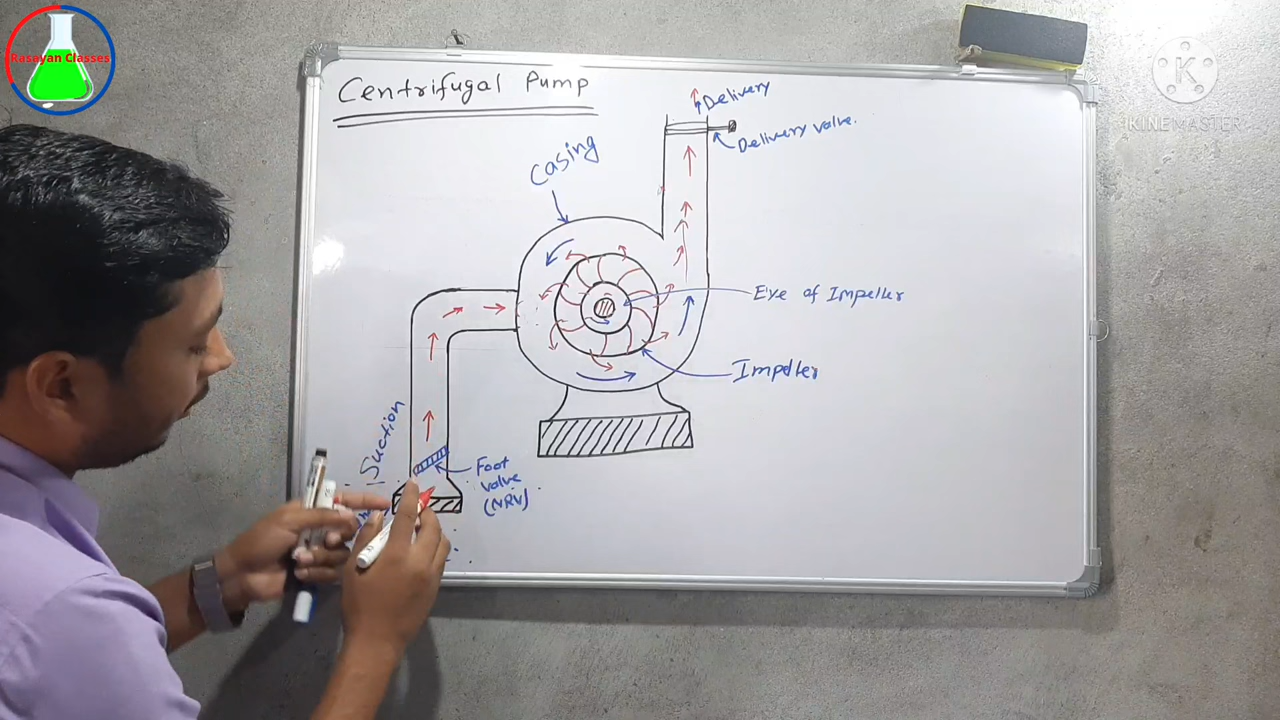 Rasayan Classes
Centrifugal Pump
Delivery
Delivery valve.
KINEMASTER
Casing
Eye of Impeller
Impeller
Suction
Foot
valve
(NRV)